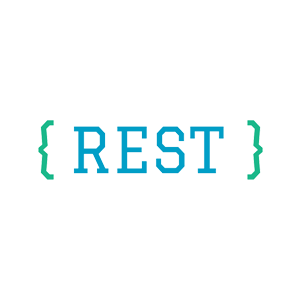 { REST }